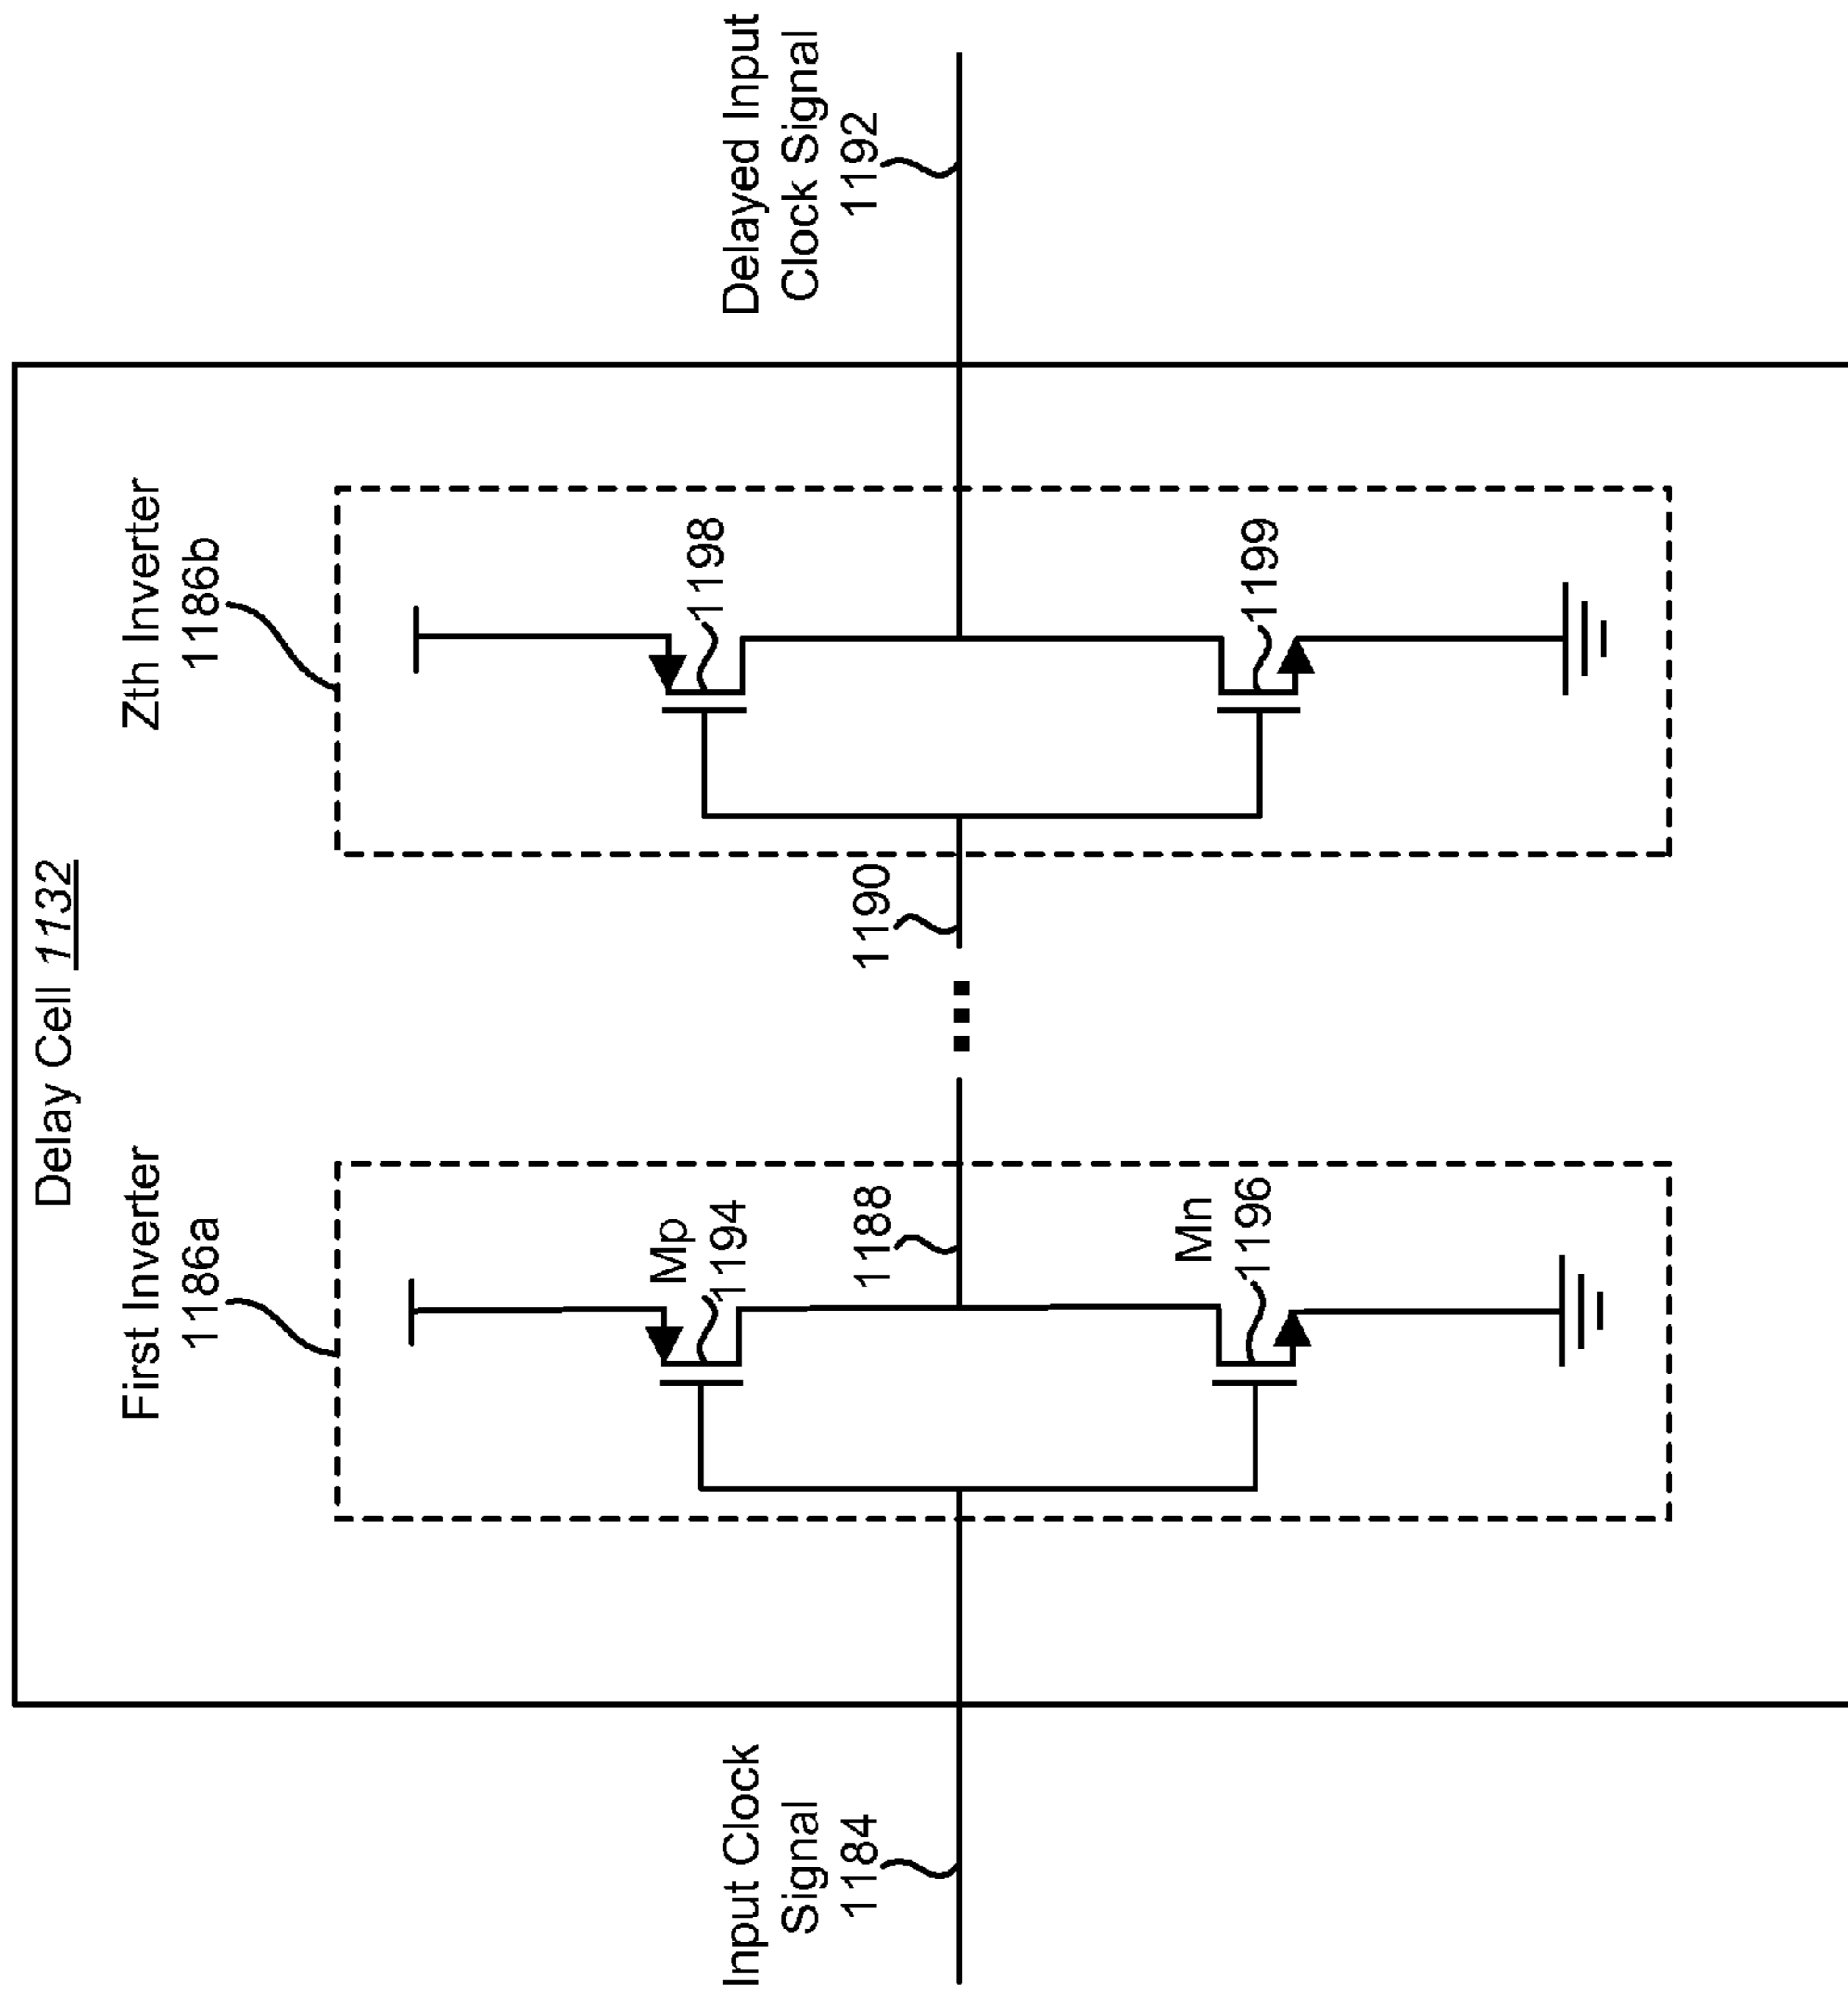 Delay Cell 1132
First Inverter
1186a
Zth Inverter
1186b
Input Clock
Signal
1184
Mp
1194
1188
Mn
1196
1190
1198
1199
Delayed Input
Clock Signal
1192